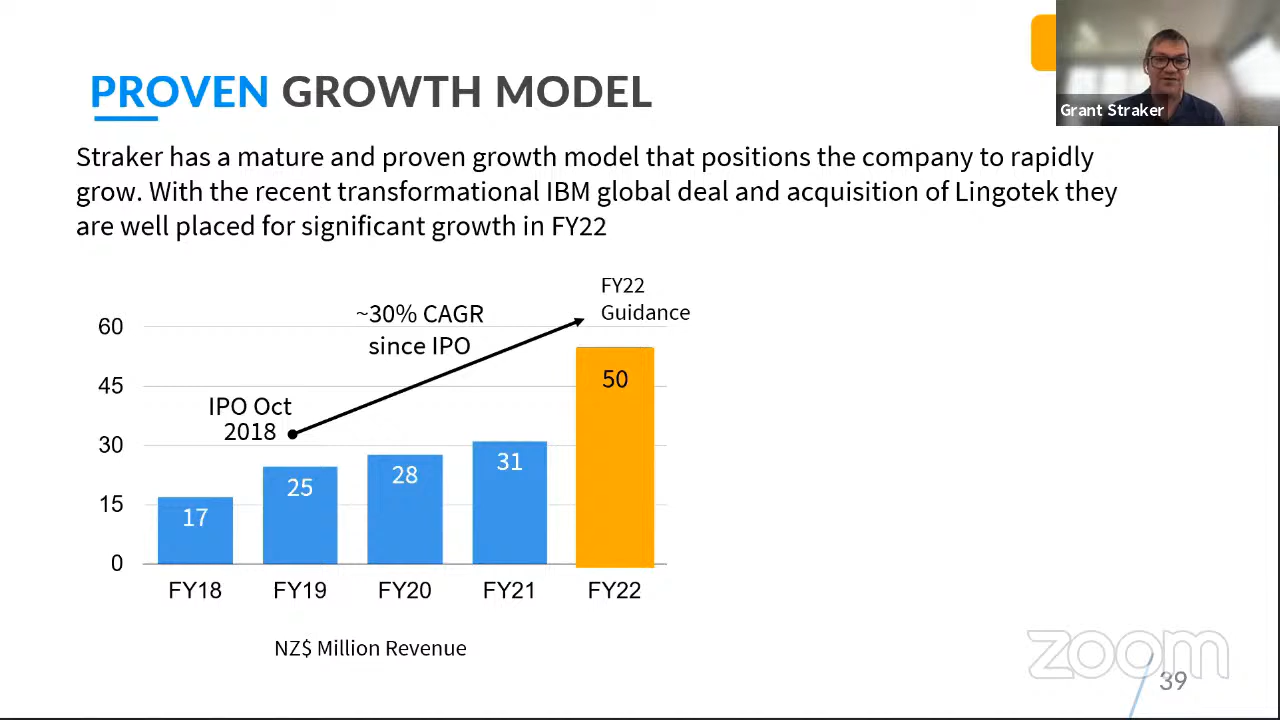 PROVEN GROWTH MODEL
Grant Straker
Straker has a mature and proven growth model that positions the company to rapidly
grow. With the recent transformational IBM global deal and acquisition of Lingotek they
are well placed for significant growth in FY22
FY22
Guidance
~30% CAGR
since IPO
IPO Oct
2018
60
45
30
15
0
17
25
28
31
50
FY18 FY19 FY20 FY21 FY22
NZ$ Million Revenue
zoom
39